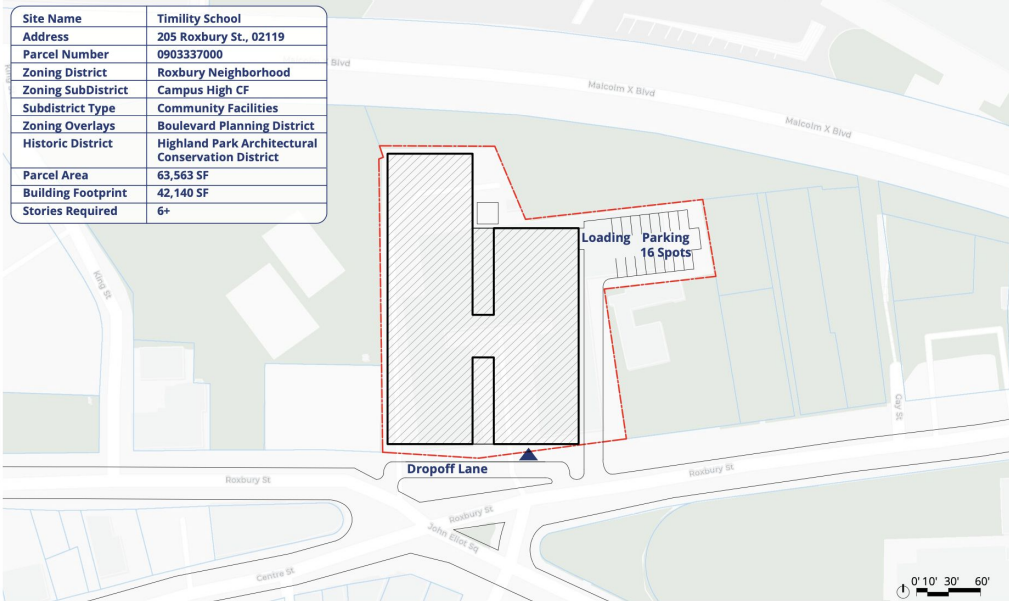 Site Name Timility School
Address 205 Roxbury St., 02119
Parcel Number 0903337000
Zoning District Roxbury Neighborhood
Zoning SubDistrict Campus High CF
Subdistrict Type Community Facilities
Zoning Overlays Boulevard Planning District
Historic District Highland Park Architectural
Conservation District
Parcel Area 63,563 SF
Building Footprint 42,140 SF
Stories Required 6+
Blvd
Malcolm X Blvd
Malcolm X Blvd
King St
Loading Parking
16 Spots
Gay St
Dropoff Lane
Roxbury St
Roxbury St
Roxbury St
John Eliot Sq
Centre St
0' 10' 30' 60'